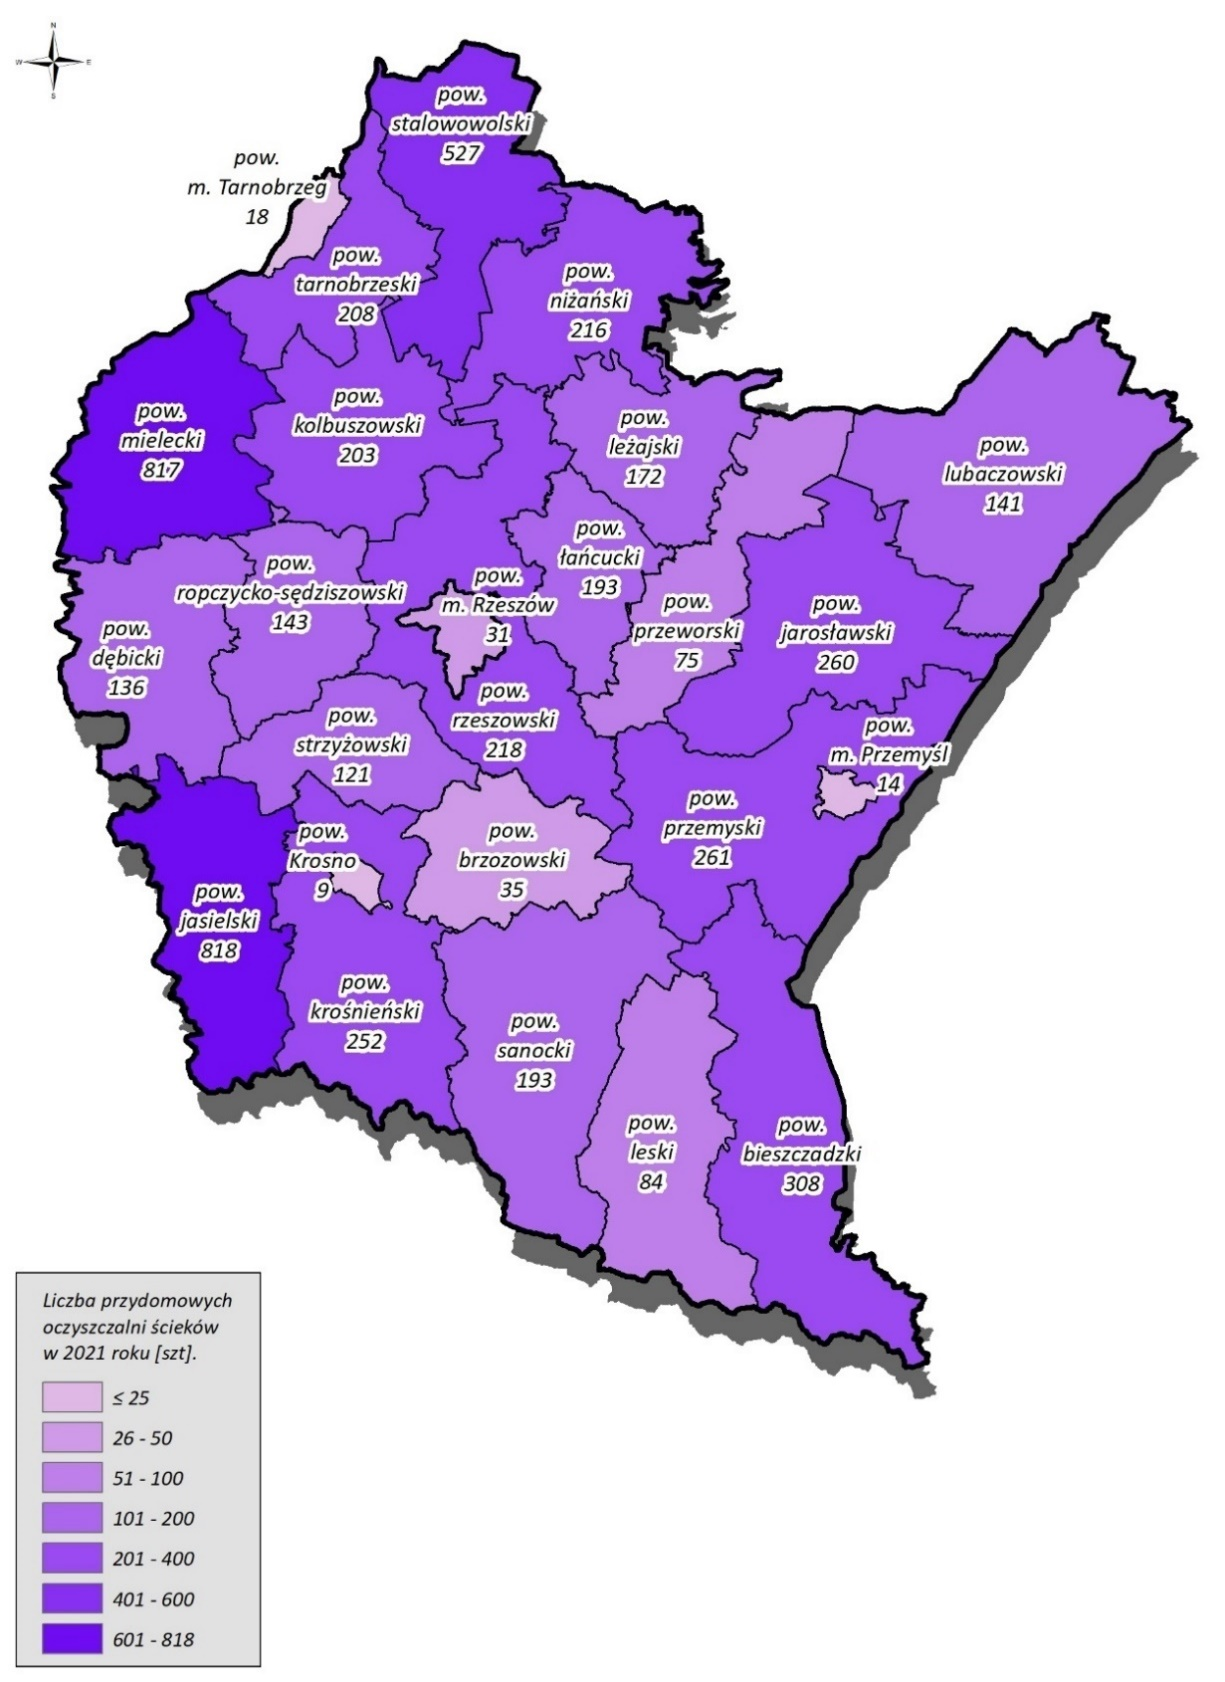 N
W
E
S
pow.
stalowowolski
527
pow.
m. Tarnobrzeg
18
pow.
tarnobrzeski
208
pow.
niżański
216
pow.
mielecki
817
pow.
kolbuszowski
203
pow.
leżajski
172
pow.
lubaczowski
141
pow.
ropczycko-sędziszowski
143
pow.
łańcucki
193
pow.
m. Rzeszów
31
pow.
przeworski
75
pow.
jarosławski
260
pow.
dębicki
136
pow.
rzeszowski
218
pow.
strzyżowski
121
pow.
m. Przemyśl
14
pow.
przemyski
261
pow.
Krosno
9
pow.
brzozowski
35
pow.
jasielski
818
pow.
krośnieński
252
pow.
sanocki
193
pow.
leski
84
pow.
bieszczadzki
308
Liczba przydomowych
oczyszczalni ścieków
w 2021 roku [szt].
≤ 25
26 - 50
51 - 100
101 - 200
201 - 400
401 - 600
601 - 818